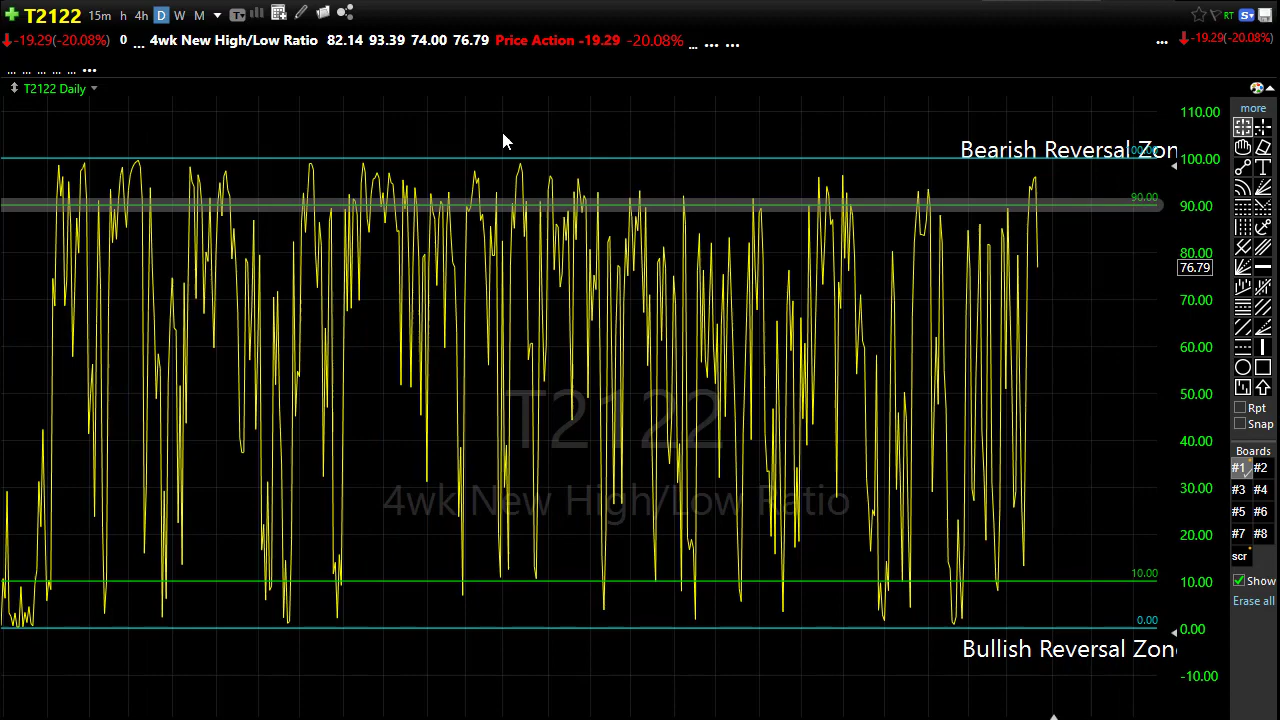 T2122 15m h 4h D W M RT S
-19.29(-20.08%) 0 ... 4wk New High/Low Ratio 82.14 93.39 74.00 76.79 Price Action -19.29 -20.08% ... ... ... ... -19.29(-20.08%)
... ... ... ... ... ...
T2122 Daily
more
110.00
Bearish Reversal Zon
100.00 100.00
90.00 90.00
80.00
76.79
70.00
60.00
50.00
40.00
30.00
20.00
10.00 10.00
0.00 0.00
-10.00
T2122
4wk New High/Low Ratio
Bullish Reversal Zon
Rpt
Snap
Boards
#1 #2
#3 #4
#5 #6
#7 #8
scr
Show
Erase all